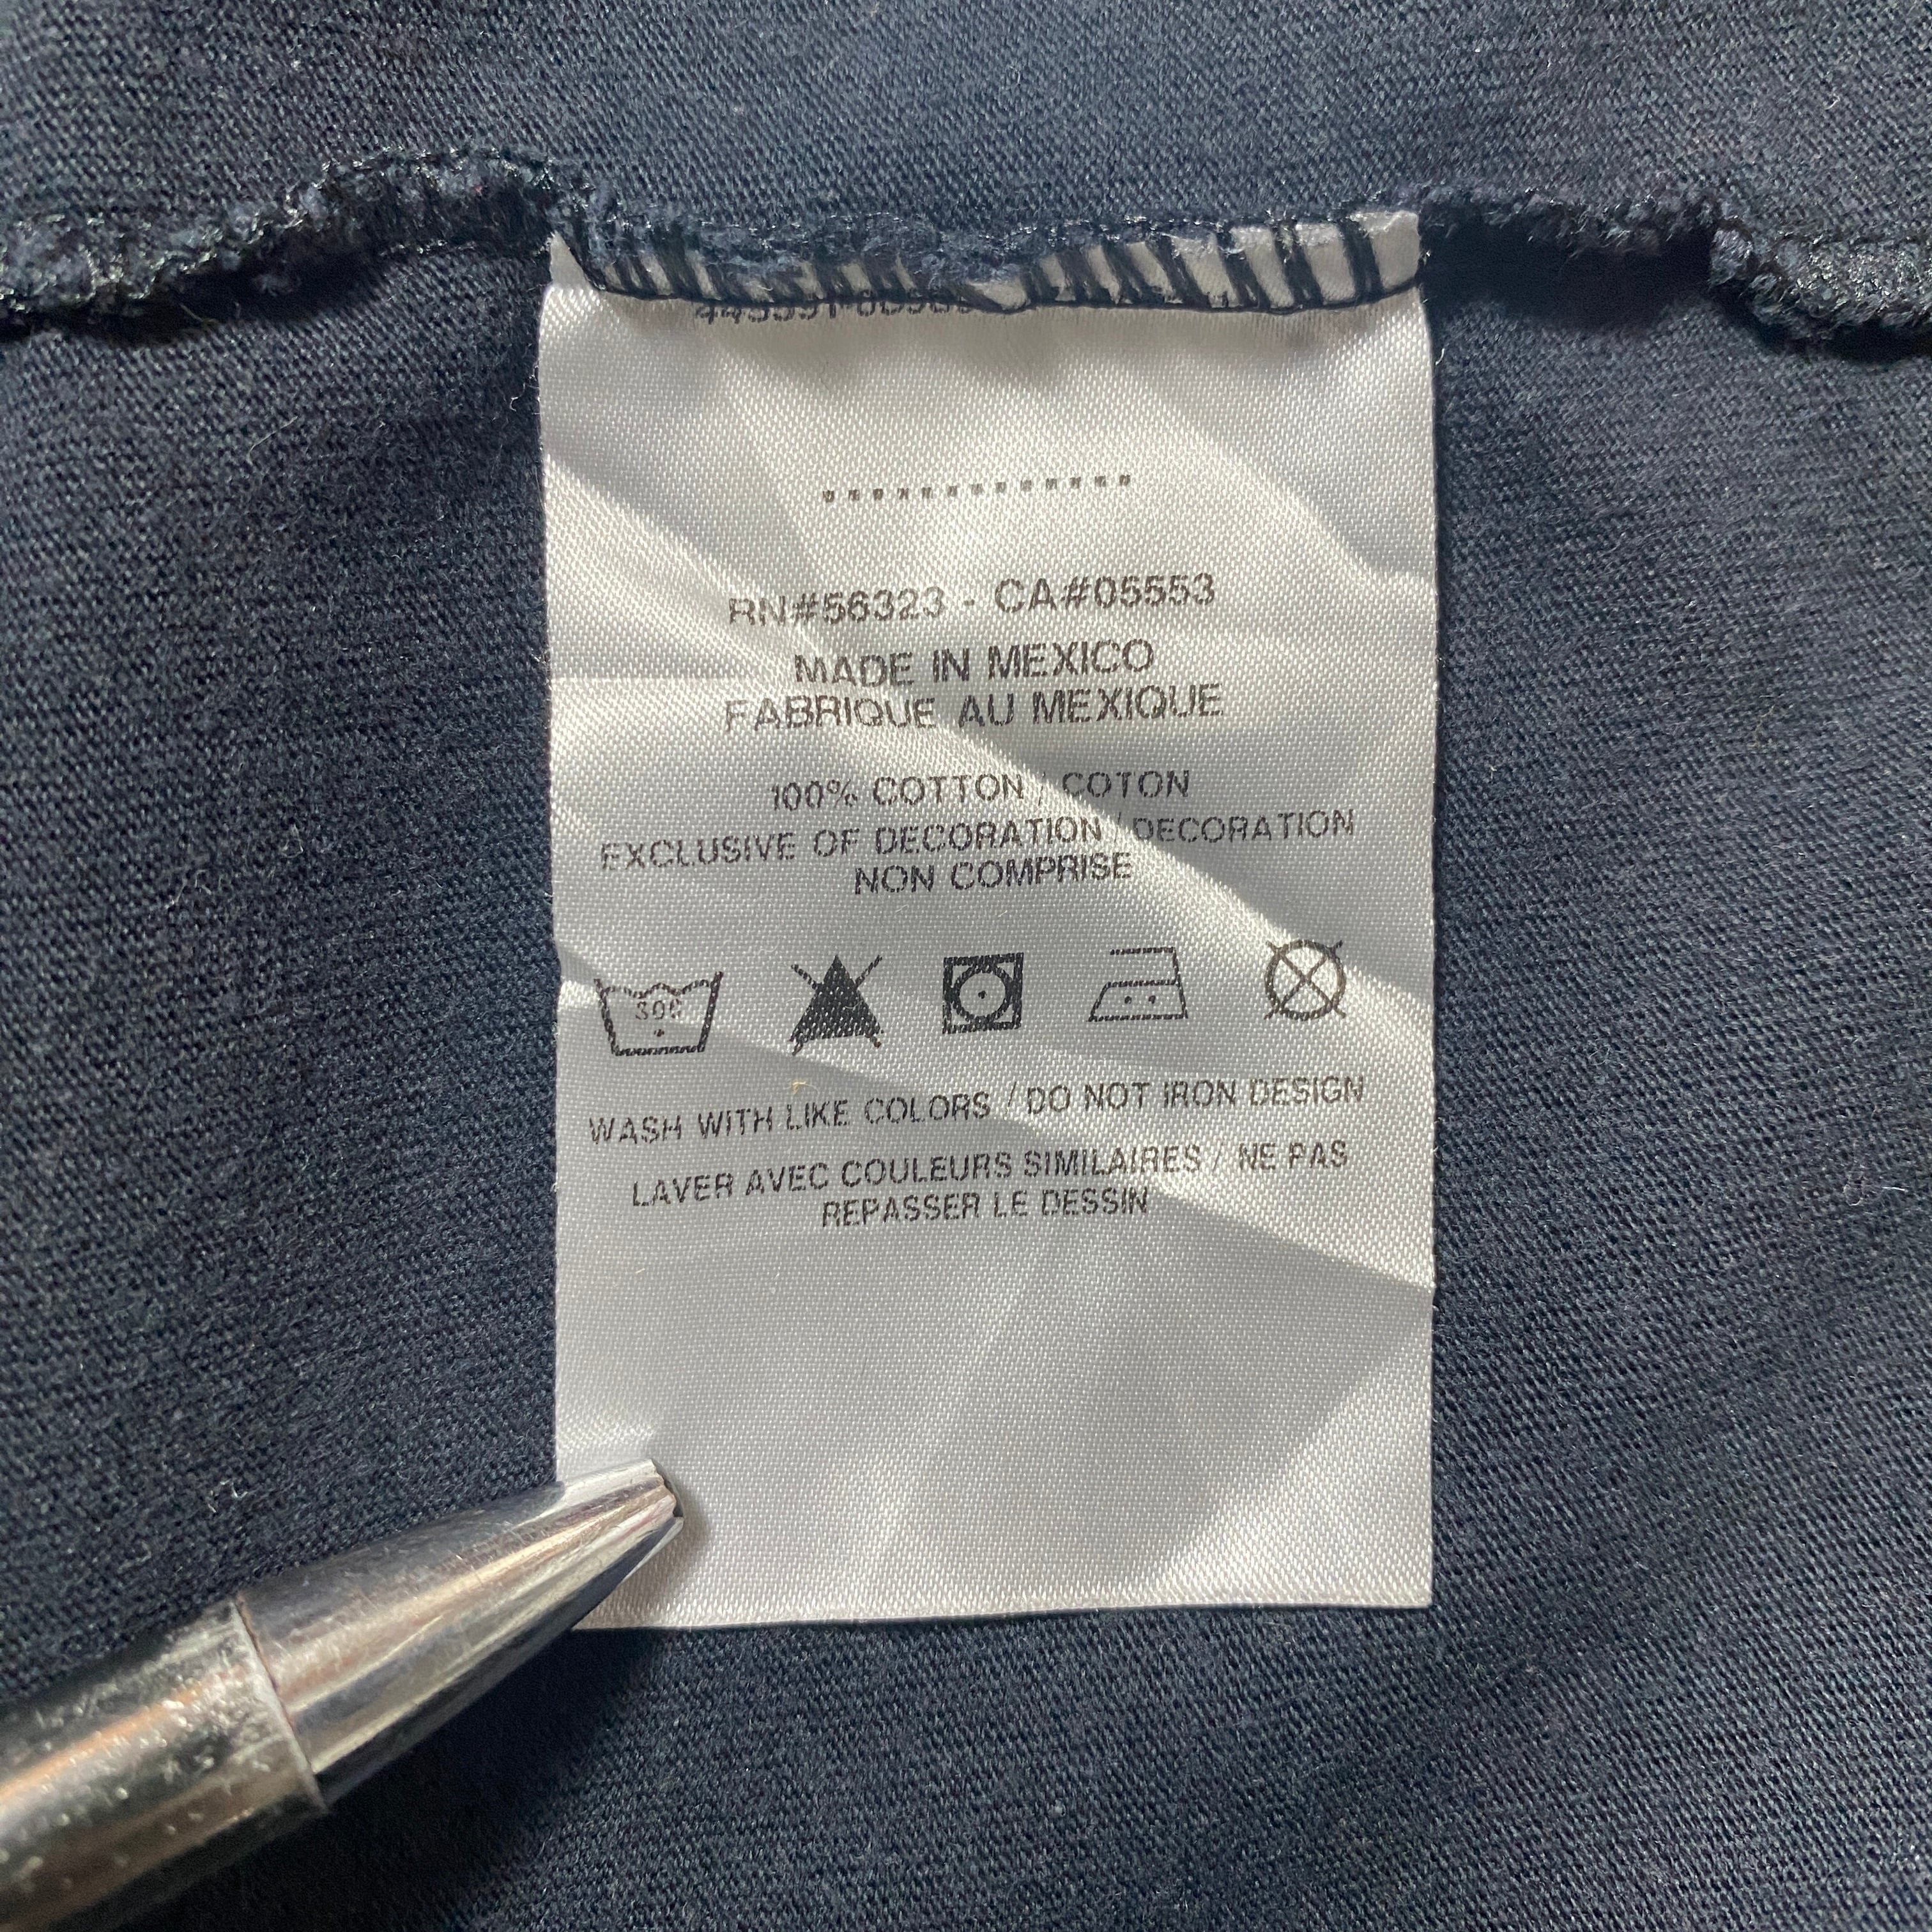 RN#56323 - CA#05553
MADE IN MEXICO
FABRIQUE AU MEXIQUE
100% COTTON / COTON
EXCLUSIVE OF DECORATION / DECORATION
NON COMPRISE
30C
WASH WITH LIKE COLORS / DO NOT IRON DESIGN
LAVER AVEC COULEURS SIMILAIRES / NE PAS
REPASSER LE DESSIN